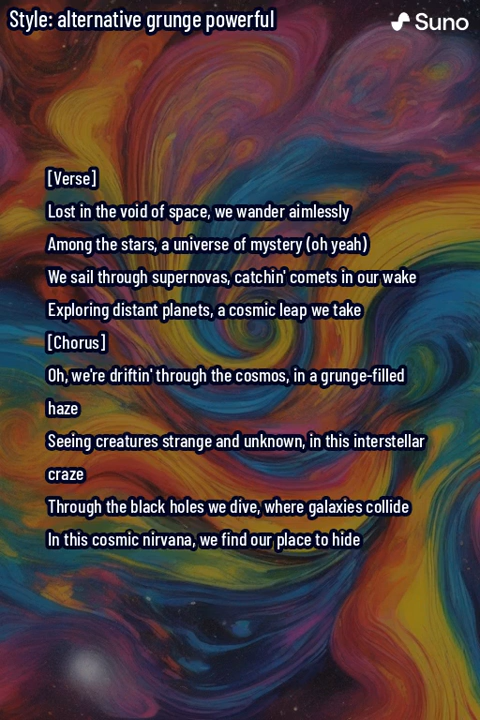 Style: alternative grunge powerful
Suno
[Verse]
Lost in the void of space, we wander aimlessly
Among the stars, a universe of mystery (oh yeah)
We sail through supernovas, catchin' comets in our wake
Exploring distant planets, a cosmic leap we take
[Chorus]
Oh, we're driftin' through the cosmos, in a grunge-filled
haze
Seeing creatures strange and unknown, in this interstellar
craze
Through the black holes we dive, where galaxies collide
In this cosmic nirvana, we find our place to hide